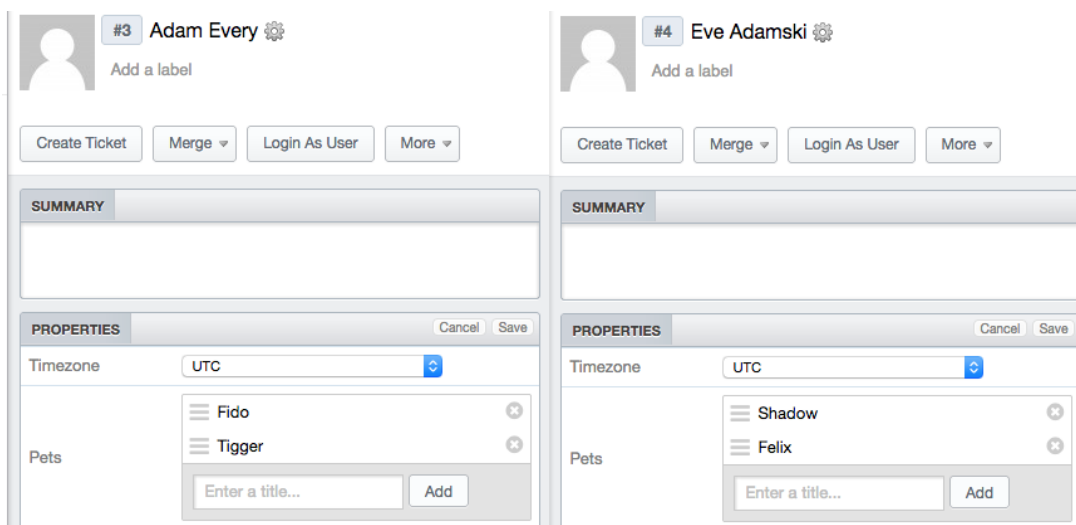 #3 Adam Every
Add a label
Create Ticket Merge Login As User More
SUMMARY
PROPERTIES Cancel Save
Timezone UTC
Pets
Fido
Tigger
Enter a title... Add
#4 Eve Adamski
Add a label
Create Ticket Merge Login As User More
SUMMARY
PROPERTIES Cancel Save
Timezone UTC
Pets
Shadow
Felix
Enter a title... Add